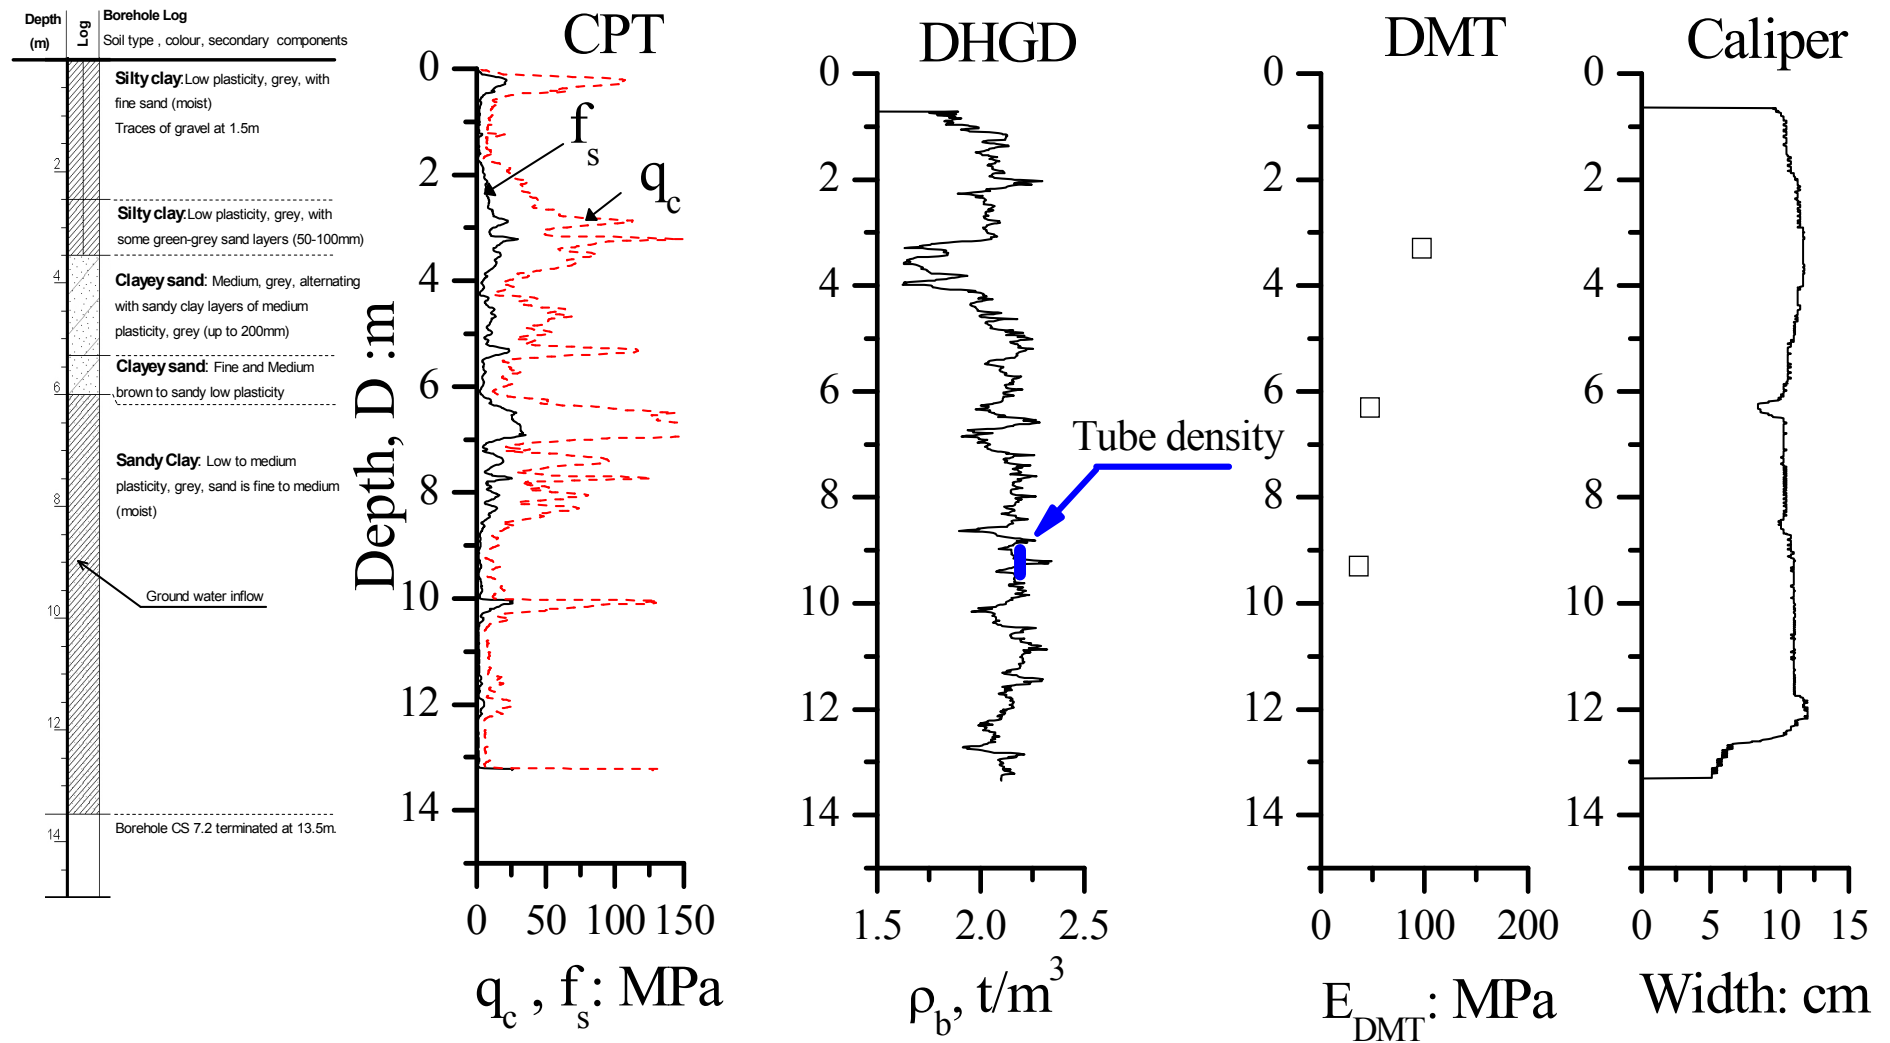 Depth
(m)
Log
Borehole Log
Soil type , colour, secondary components
Silty clay:Low plasticity, grey, with
fine sand (moist)
Traces of gravel at 1.5m
Silty clay:Low plasticity, grey, with
some green-grey sand layers (50-100mm)
Clayey sand: Medium, grey, alternating
with sandy clay layers of medium
plasticity, grey (up to 200mm)
Clayey sand: Fine and Medium
brown to sandy low plasticity
Sandy Clay: Low to medium
plasticity, grey, sand is fine to medium
(moist)
Ground water inflow
Borehole CS 7.2 terminated at 13.5m.
2
4
6
8
10
12
14
CPT
Depth, D :m
0
2
4
6
8
10
12
14
fs
qc
0 50 100 150
qc , fs: MPa
DHGD
0
2
4
6
8
10
12
14
Tube density
1.5 2.0 2.5
ρb, t/m³
DMT
0
2
4
6
8
10
12
14
0 100 200
EDMT: MPa
Caliper
0
2
4
6
8
10
12
14
0 5 10 15
Width: cm